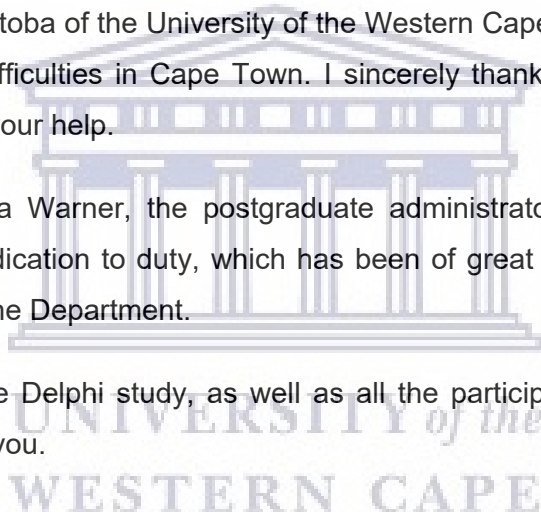 toba of the University of the Western Cape
fficulties in Cape Town. I sincerely thank
our help.
a Warner, the postgraduate administrato
dication to duty, which has been of great
he Department.
e Delphi study, as well as all the particip
you.
UNIVERSITY of the
WESTERN CAPE